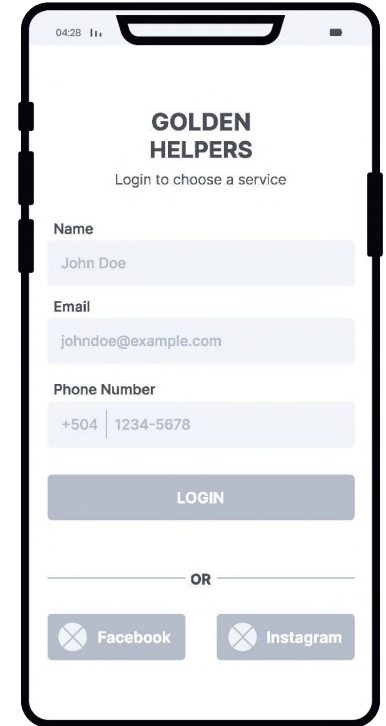 04:28
GOLDEN
HELPERS
Login to choose a service
Name
John Doe
Email
johndoe@example.com
Phone Number
+504 1234-5678
LOGIN
OR
Facebook Instagram